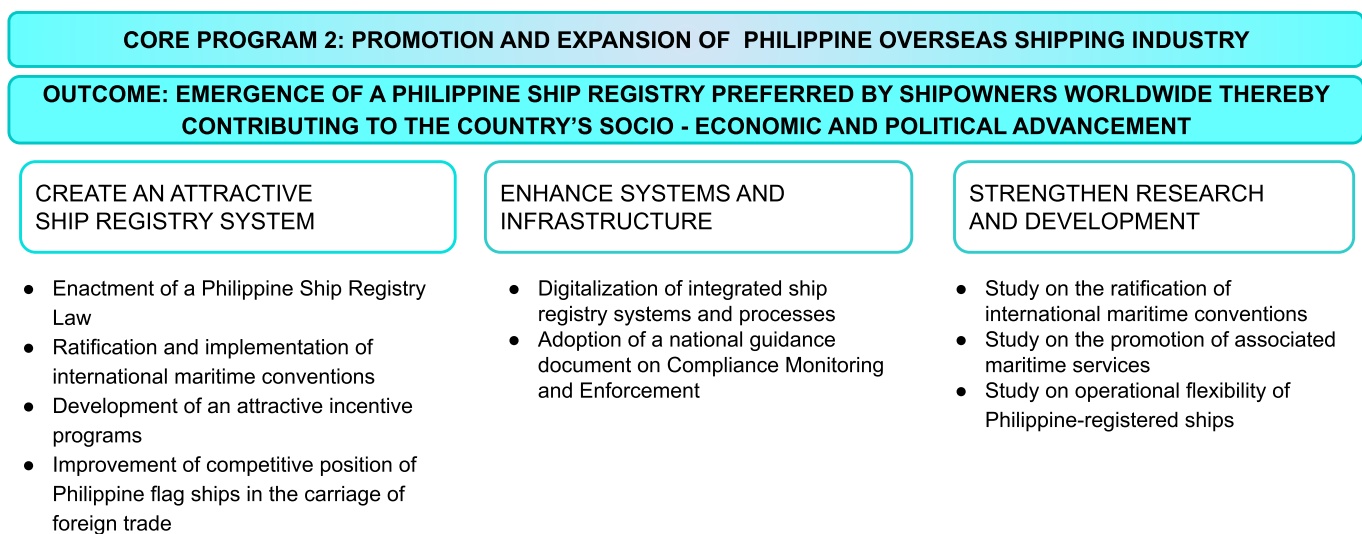 CORE PROGRAM 2: PROMOTION AND EXPANSION OF PHILIPPINE OVERSEAS SHIPPING INDUSTRY
OUTCOME: EMERGENCE OF A PHILIPPINE SHIP REGISTRY PREFERRED BY SHIPOWNERS WORLDWIDE THEREBY
CONTRIBUTING TO THE COUNTRY'S SOCIO - ECONOMIC AND POLITICAL ADVANCEMENT
CREATE AN ATTRACTIVE
SHIP REGISTRY SYSTEM
● Enactment of a Philippine Ship Registry
Law
● Ratification and implementation of
international maritime conventions
● Development of an attractive incentive
programs
● Improvement of competitive position of
Philippine flag ships in the carriage of
foreign trade
ENHANCE SYSTEMS AND
INFRASTRUCTURE
● Digitalization of integrated ship
registry systems and processes
● Adoption of a national guidance
document on Compliance Monitoring
and Enforcement
STRENGTHEN RESEARCH
AND DEVELOPMENT
● Study on the ratification of
international maritime conventions
● Study on the promotion of associated
maritime services
● Study on operational flexibility of
Philippine-registered ships